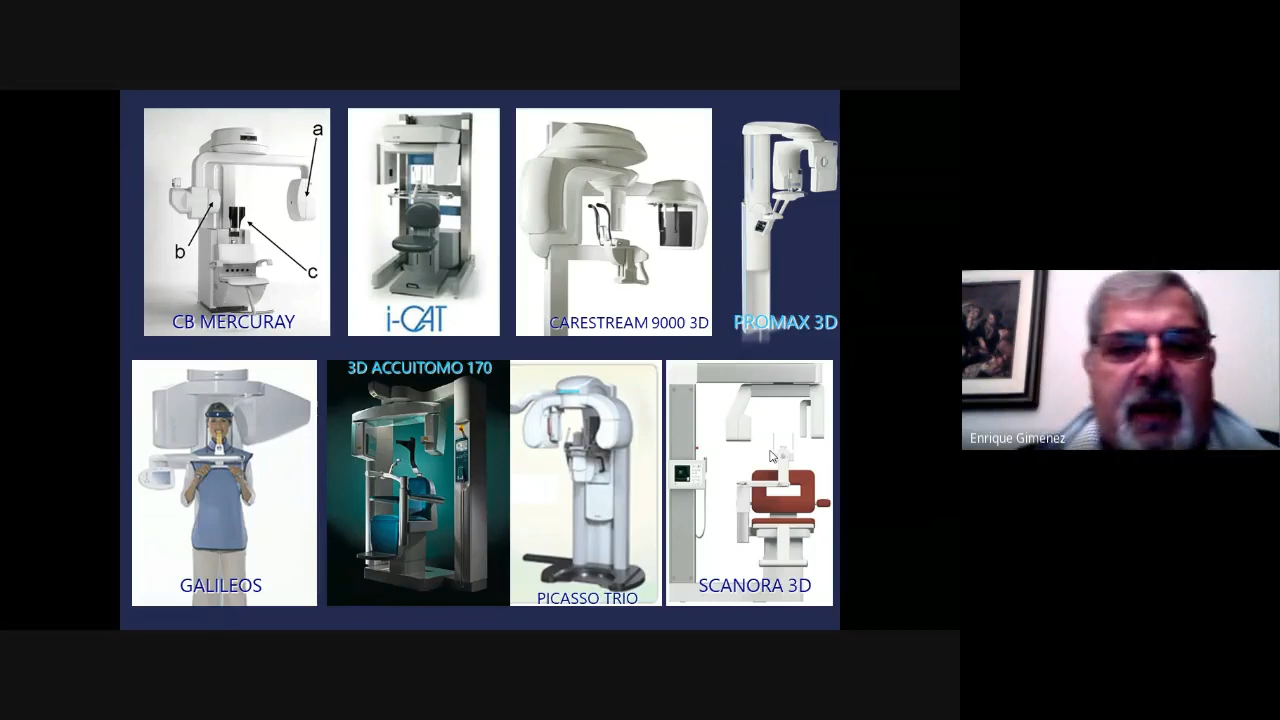 a
b
c
CB MERCURAY
i-CAT
CARESTREAM 9000 3D
PROMAX 3D
3D ACCUITOMO 170
GALILEOS
PICASSO TRIO
SCANORA 3D
Enrique Gimenez